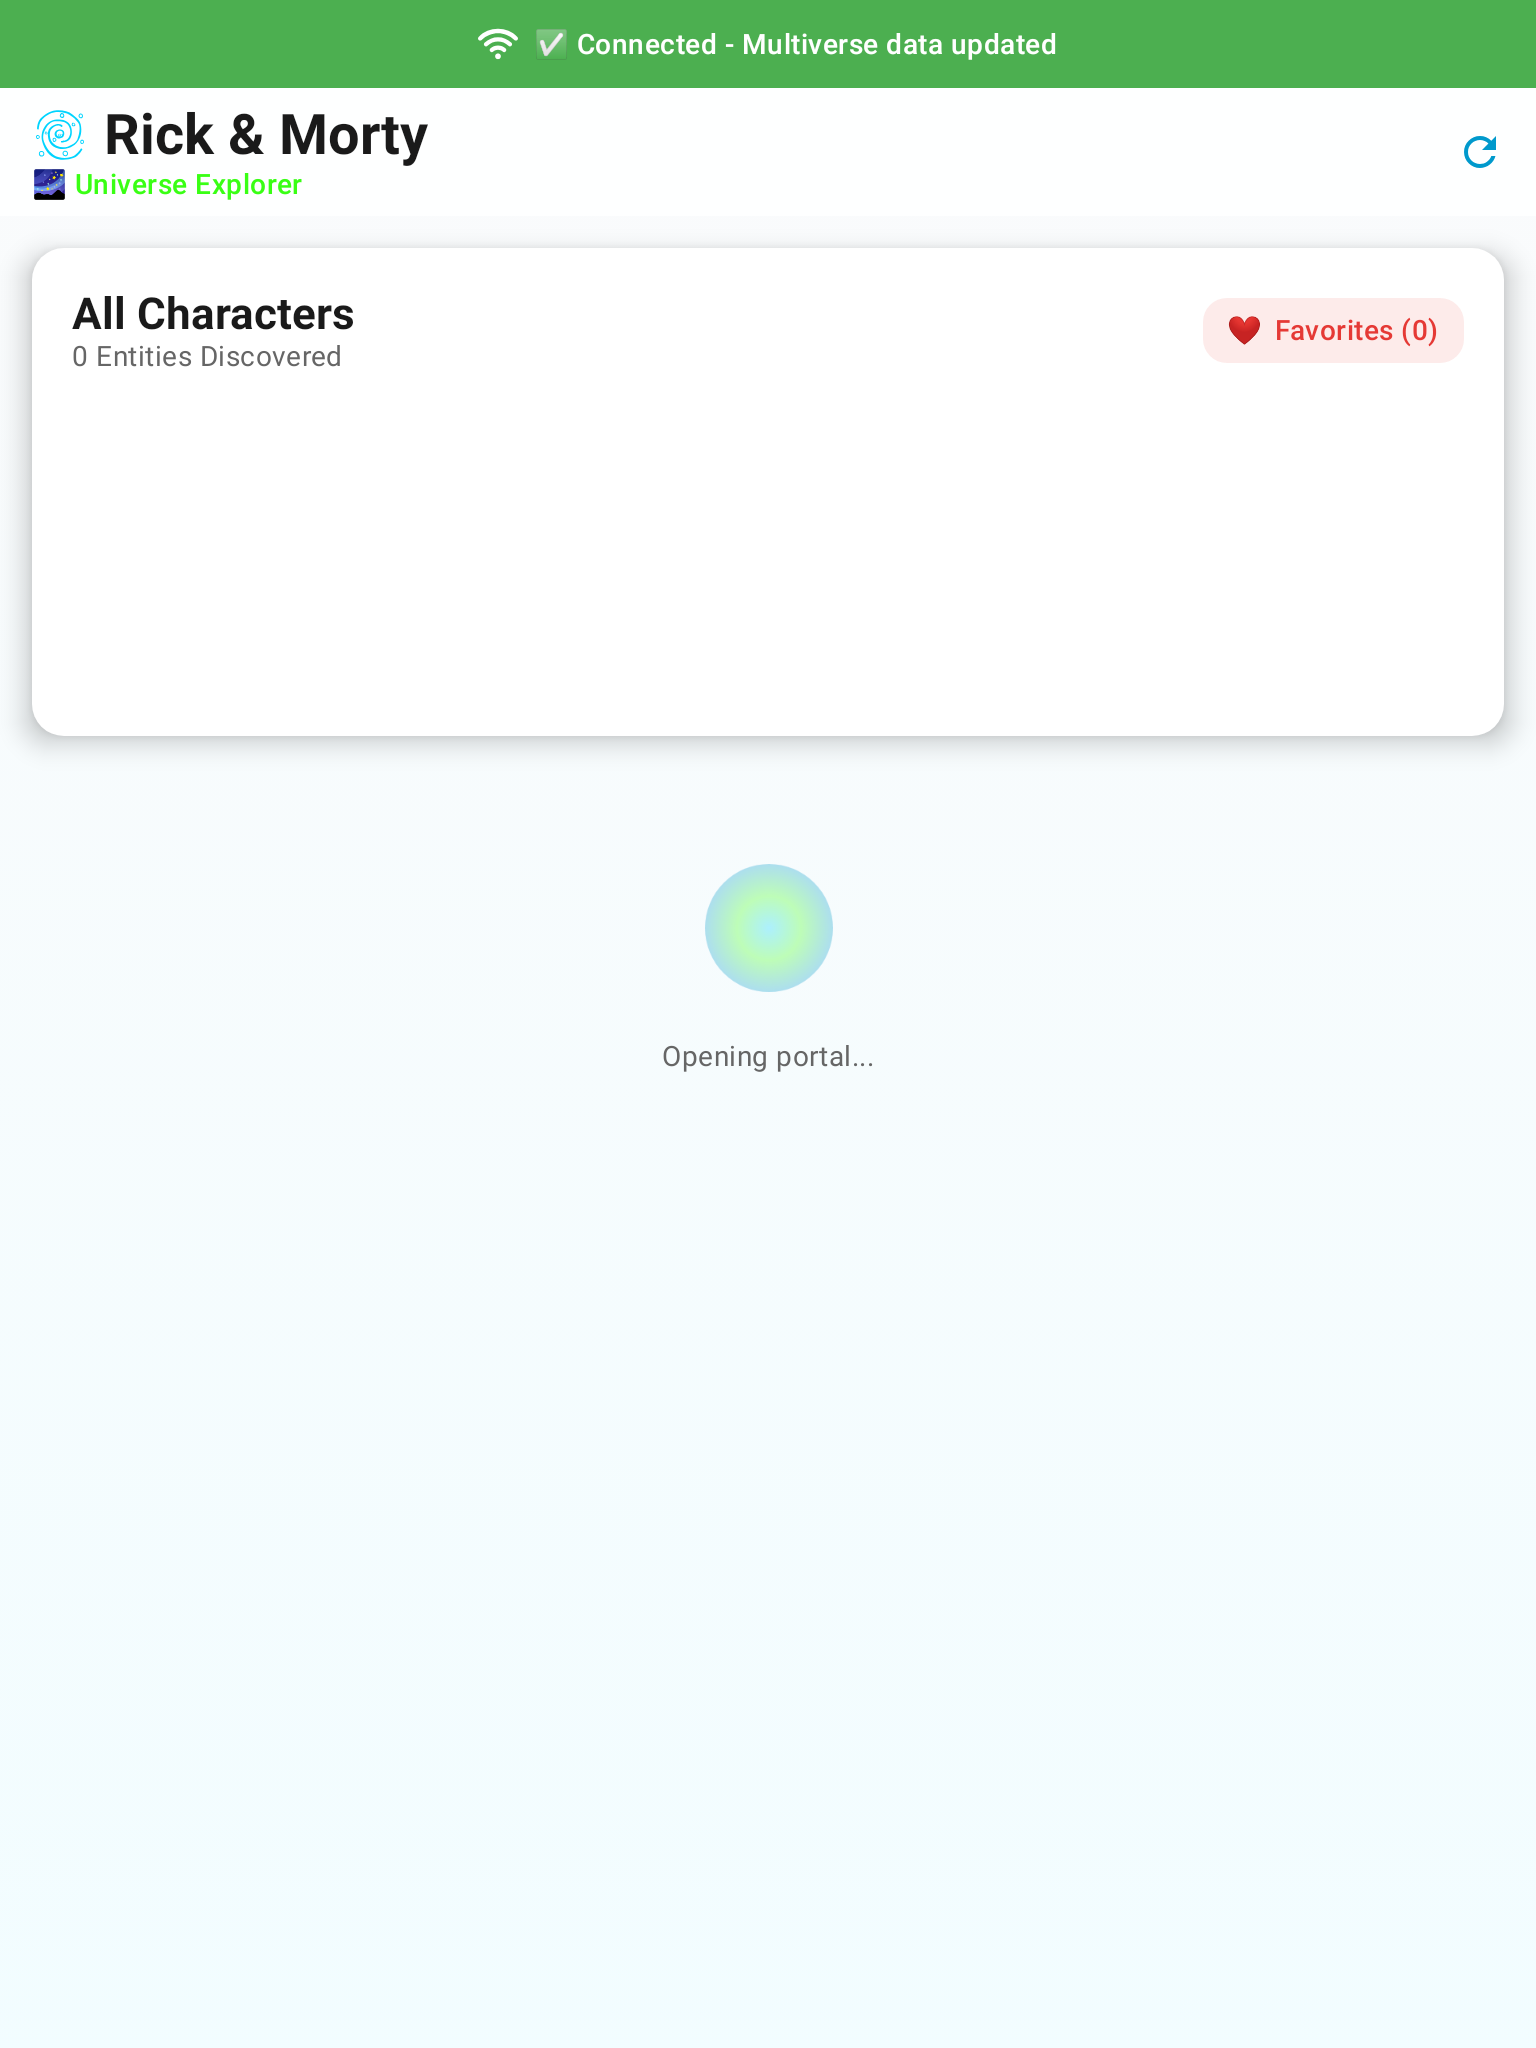 ✅ Connected - Multiverse data updated
Rick & Morty
🌌 Universe Explorer
All Characters
0 Entities Discovered
❤️ Favorites (0)
Opening portal...